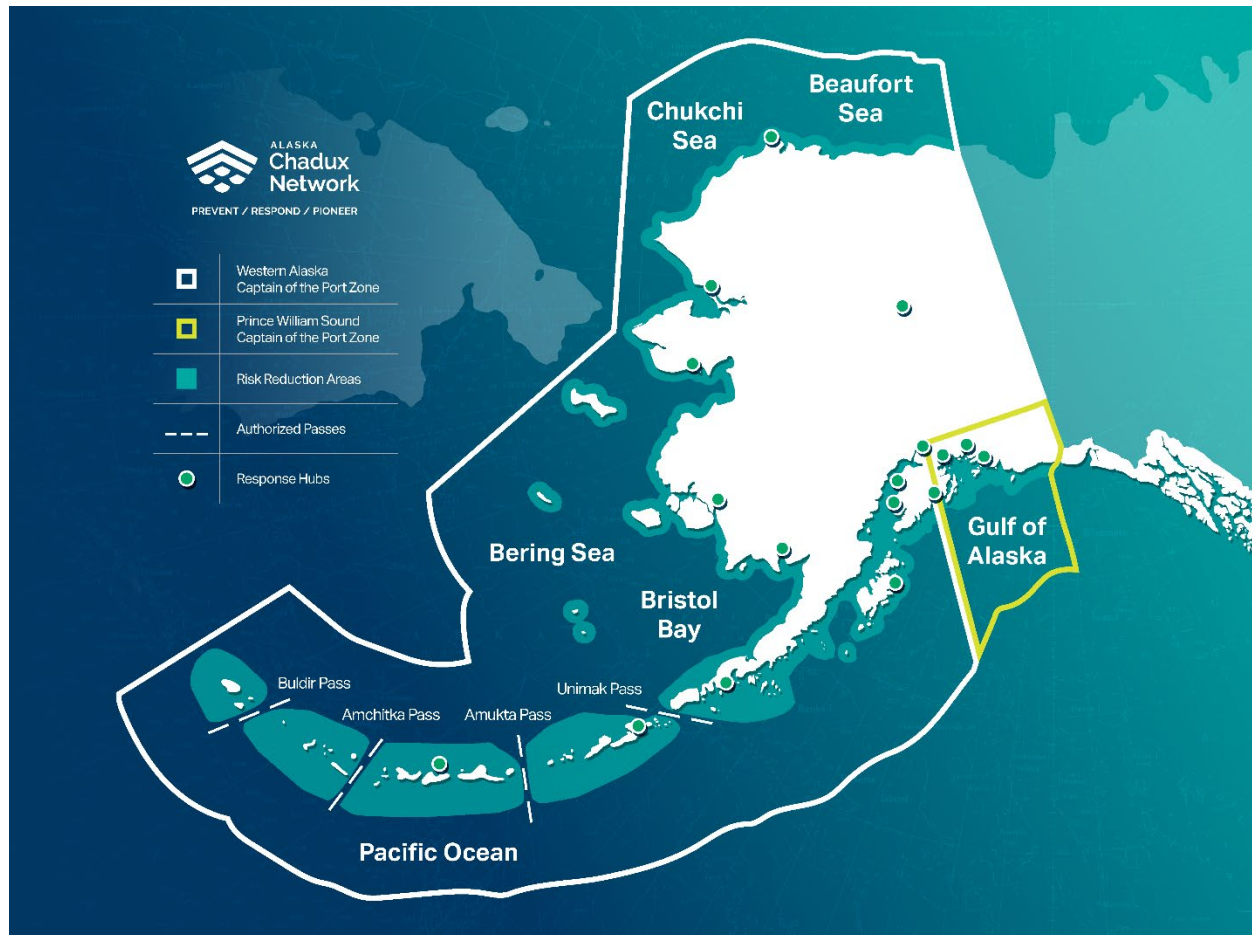 ALASKA
Chadux
Network
PREVENT / RESPOND / PIONEER
Western Alaska
Captain of the Port Zone
Prince William Sound
Captain of the Port Zone
Risk Reduction Areas
Authorized Passes
Response Hubs
Beaufort
Sea
Chukchi
Sea
Gulf of
Alaska
Bering Sea
Bristol
Bay
Buldir Pass
Amchitka Pass
Amukta Pass
Unimak Pass
Pacific Ocean